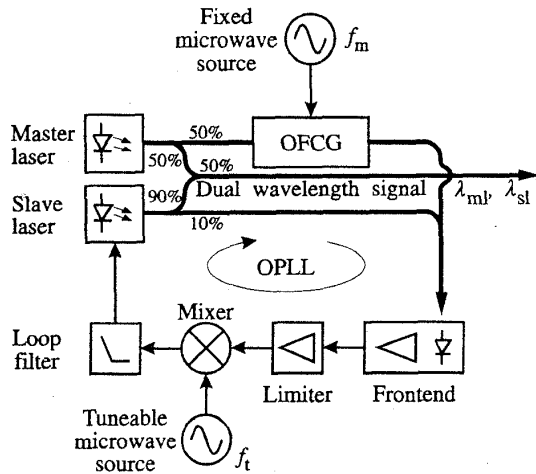 Fixed
microwave
source
f_m
Master
laser
50%
50%
OFCG
50%
Dual wavelength signal λ_ml, λ_sl
Slave
laser
90%
10%
OPLL
Mixer
Loop
filter
Limiter
Frontend
Tuneable
microwave
source
f_t